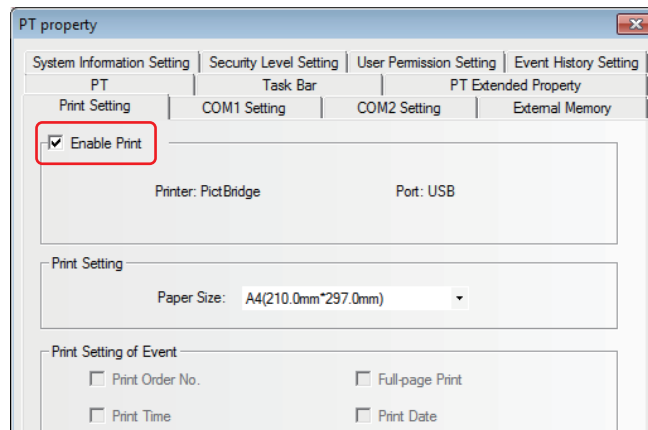 PT property
System Information Setting Security Level Setting User Permission Setting Event History Setting
PT Task Bar PT Extended Property
Print Setting COM1 Setting COM2 Setting External Memory
Enable Print
Printer: PictBridge Port: USB
Print Setting
Paper Size: A4(210.0mm*297.0mm)
Print Setting of Event
Print Order No. Full-page Print
Print Time Print Date